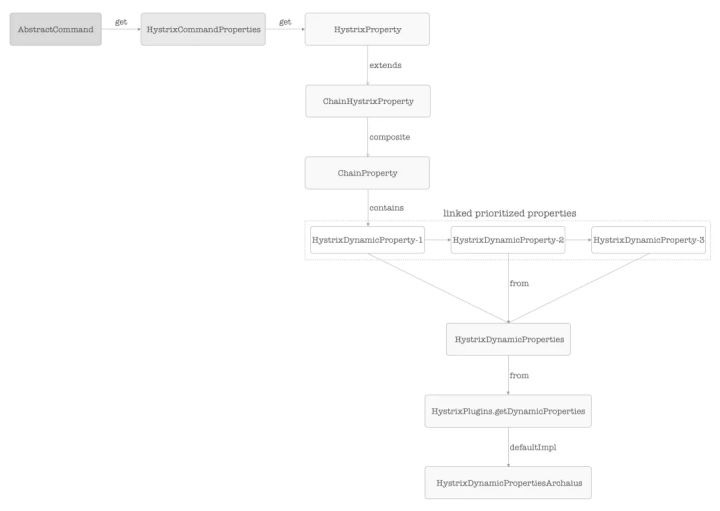 AbstractCommand
get
HystrixCommandProperties
get
HystrixProperty
extends
ChainHystrixProperty
composite
ChainProperty
contains
linked prioritized properties
HystrixDynamicProperty-1
HystrixDynamicProperty-2
HystrixDynamicProperty-3
from
HystrixDynamicProperties
from
HystrixPlugins.getDynamicProperties
defaultImpl
HystrixDynamicPropertiesArchaius